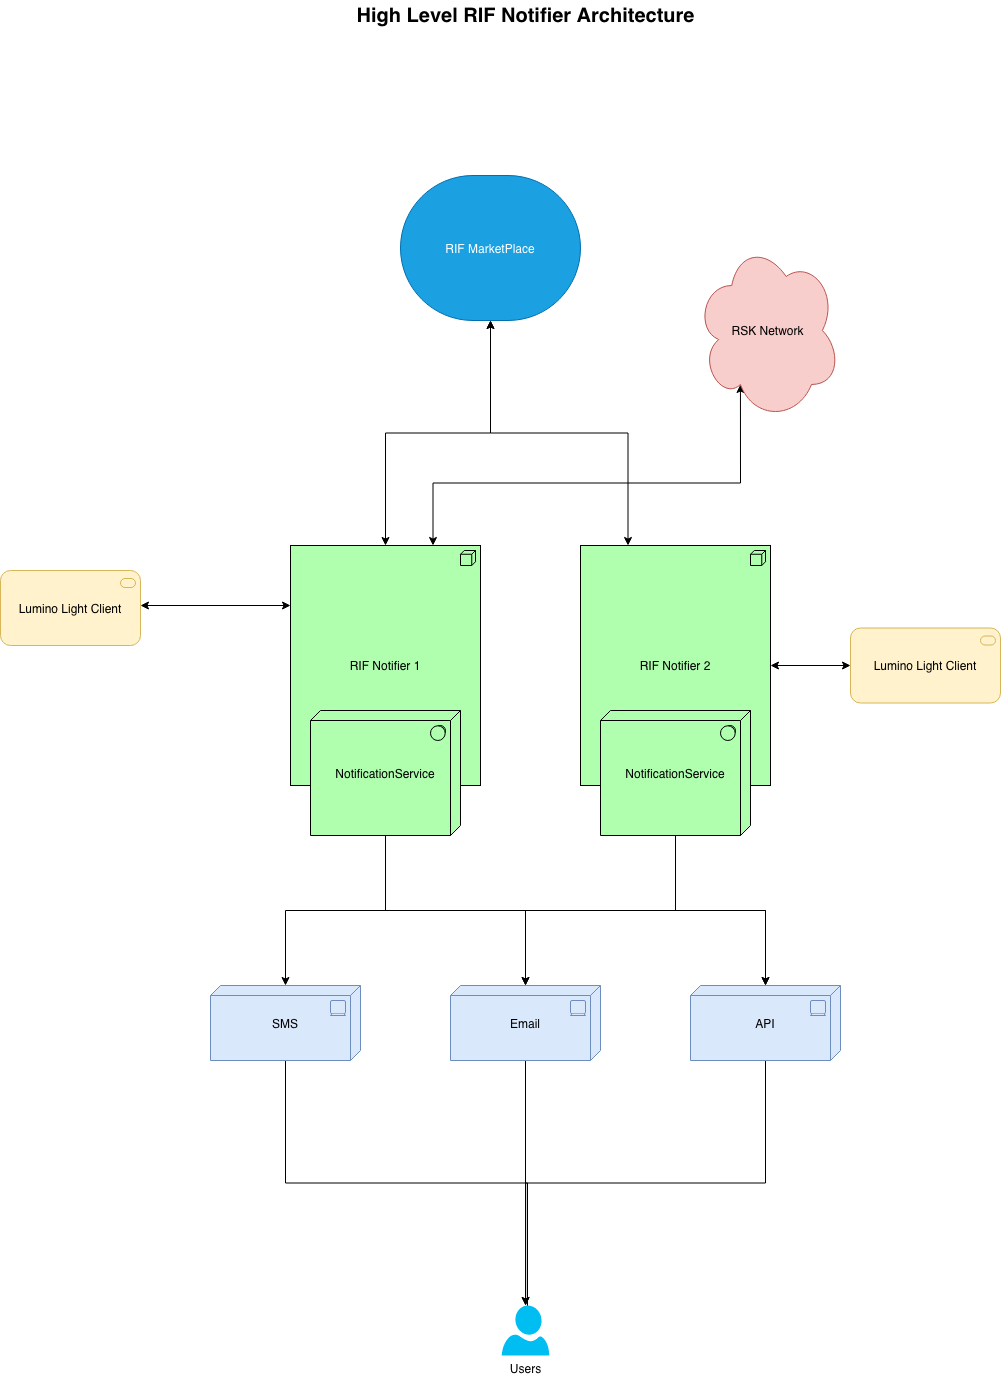 High Level RIF Notifier Architecture
RIF MarketPlace
RSK Network
Lumino Light Client
RIF Notifier 1
RIF Notifier 2
Lumino Light Client
NotificationService
NotificationService
SMS
Email
API
Users